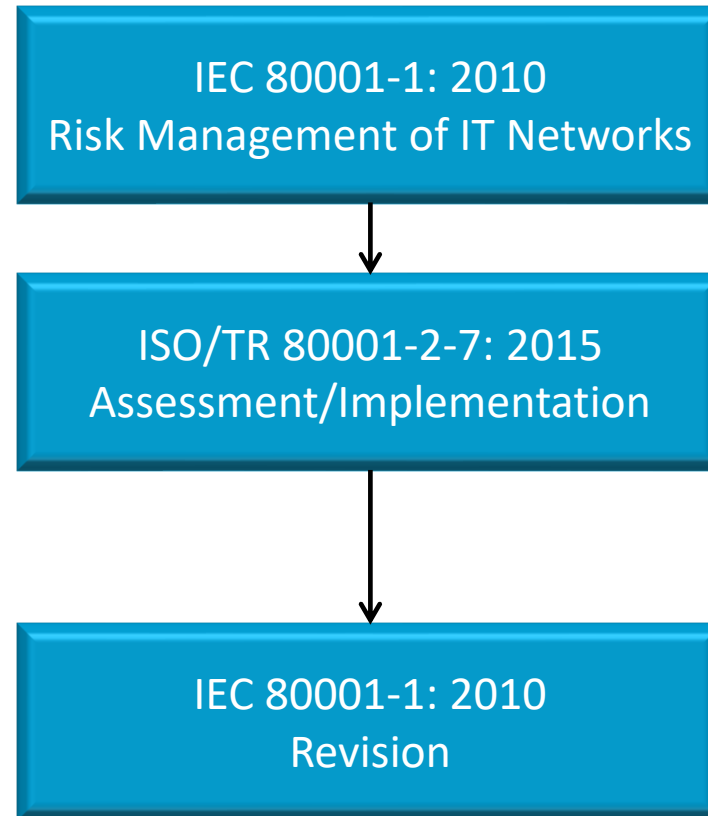 IEC 80001-1: 2010
Risk Management of IT Networks
ISO/TR 80001-2-7: 2015
Assessment/Implementation
IEC 80001-1: 2010
Revision